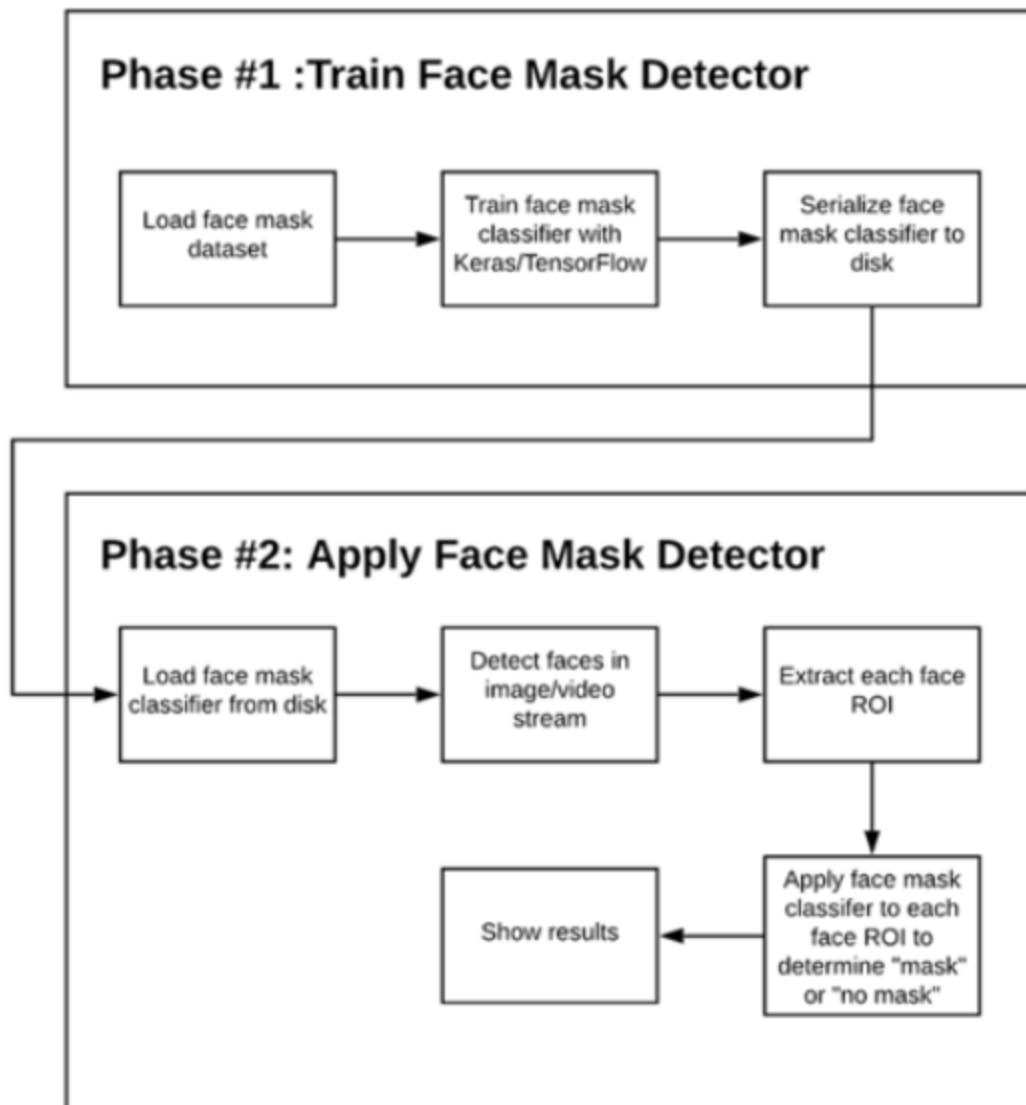 Phase #1 :Train Face Mask Detector
Load face mask
dataset
Train face mask
classifier with
Keras/TensorFlow
Serialize face
mask classifier to
disk
Phase #2: Apply Face Mask Detector
Load face mask
classifier from disk
Detect faces in
image/video
stream
Extract each face
ROI
Apply face mask
classifer to each
face ROI to
determine "mask"
or "no mask"
Show results